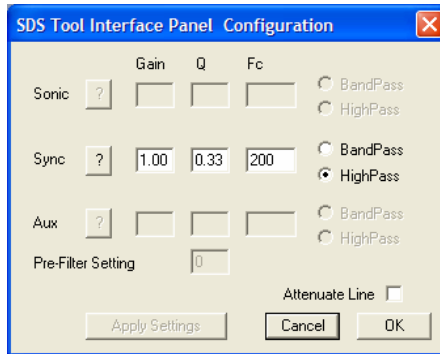 SDS Tool Interface Panel Configuration
Gain Q Fc
Sonic ? BandPass
HighPass
Sync ? 1.00 0.33 200 BandPass
HighPass
Aux ? BandPass
HighPass
Pre-Filter Setting 0
Attenuate Line
Apply Settings Cancel OK